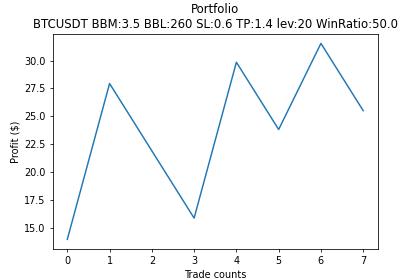 Portfolio
BTCUSDT BBM:3.5 BBL:260 SL:0.6 TP:1.4 lev:20 WinRatio:50.0
30.0
27.5
25.0
22.5
20.0
17.5
15.0
Profit ($)
0 1 2 3 4 5 6 7
Trade counts